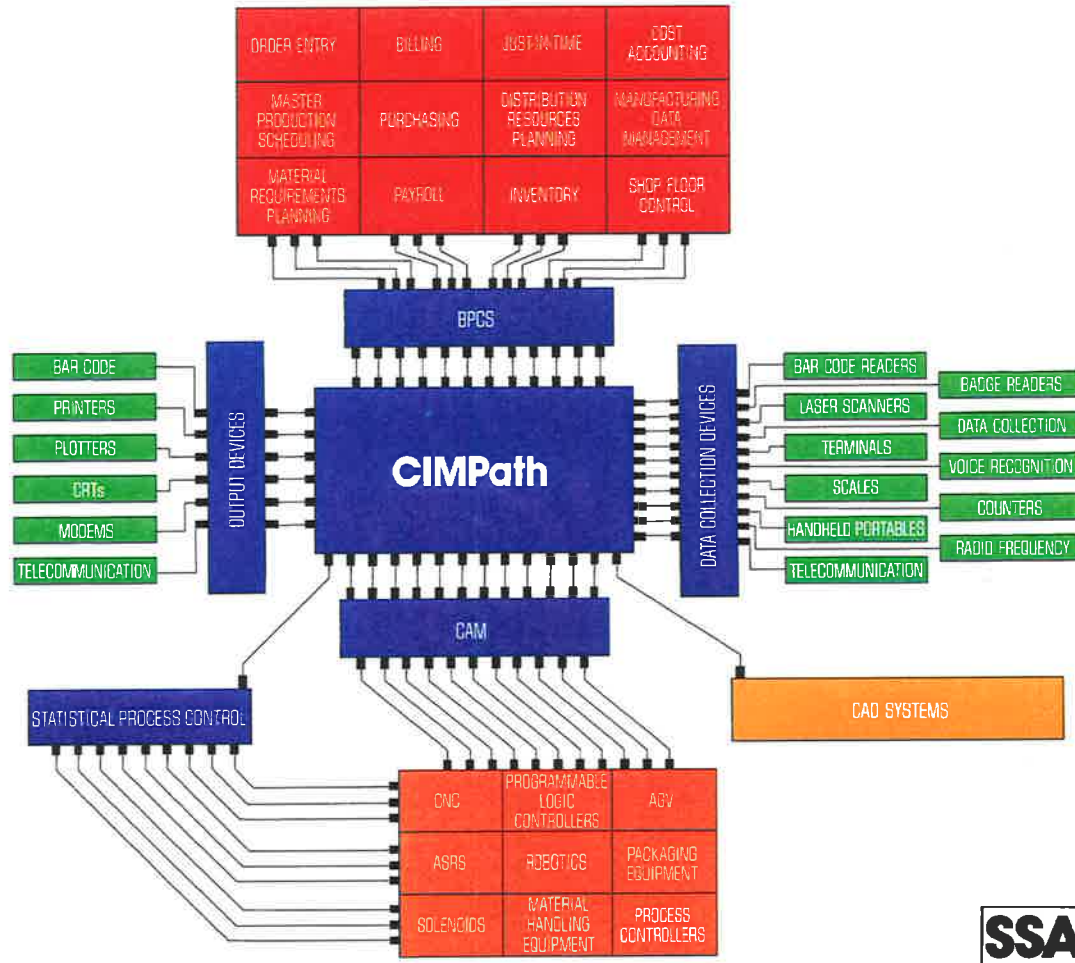 ORDER ENTRY
BILLING
JUST-IN-TIME
COST
ACCOUNTING
MASTER
PRODUCTION
SCHEDULING
PURCHASING
DISTRIBUTION
RESOURCES
PLANNING
MANUFACTURING
DATA
MANAGEMENT
MATERIAL
REQUIREMENTS
PLANNING
PAYROLL
INVENTORY
SHOP FLOOR
CONTROL
BPCS
BAR CODE
PRINTERS
PLOTTERS
CRTs
MODEMS
TELECOMMUNICATION
OUTPUT DEVICES
CIMPath
DATA COLLECTION DEVICES
BAR CODE READERS
BADGE READERS
LASER SCANNERS
DATA COLLECTION
TERMINALS
VOICE RECOGNITION
SCALES
COUNTERS
HANDHELD PORTABLES
RADIO FREQUENCY
TELECOMMUNICATION
CAM
STATISTICAL PROCESS CONTROL
CAD SYSTEMS
CNC
PROGRAMMABLE
LOGIC
CONTROLLERS
AGV
ASRS
ROBOTICS
PACKAGING
EQUIPMENT
SOLENOIDS
MATERIAL
HANDLING
EQUIPMENT
PROCESS
CONTROLLERS
SSA